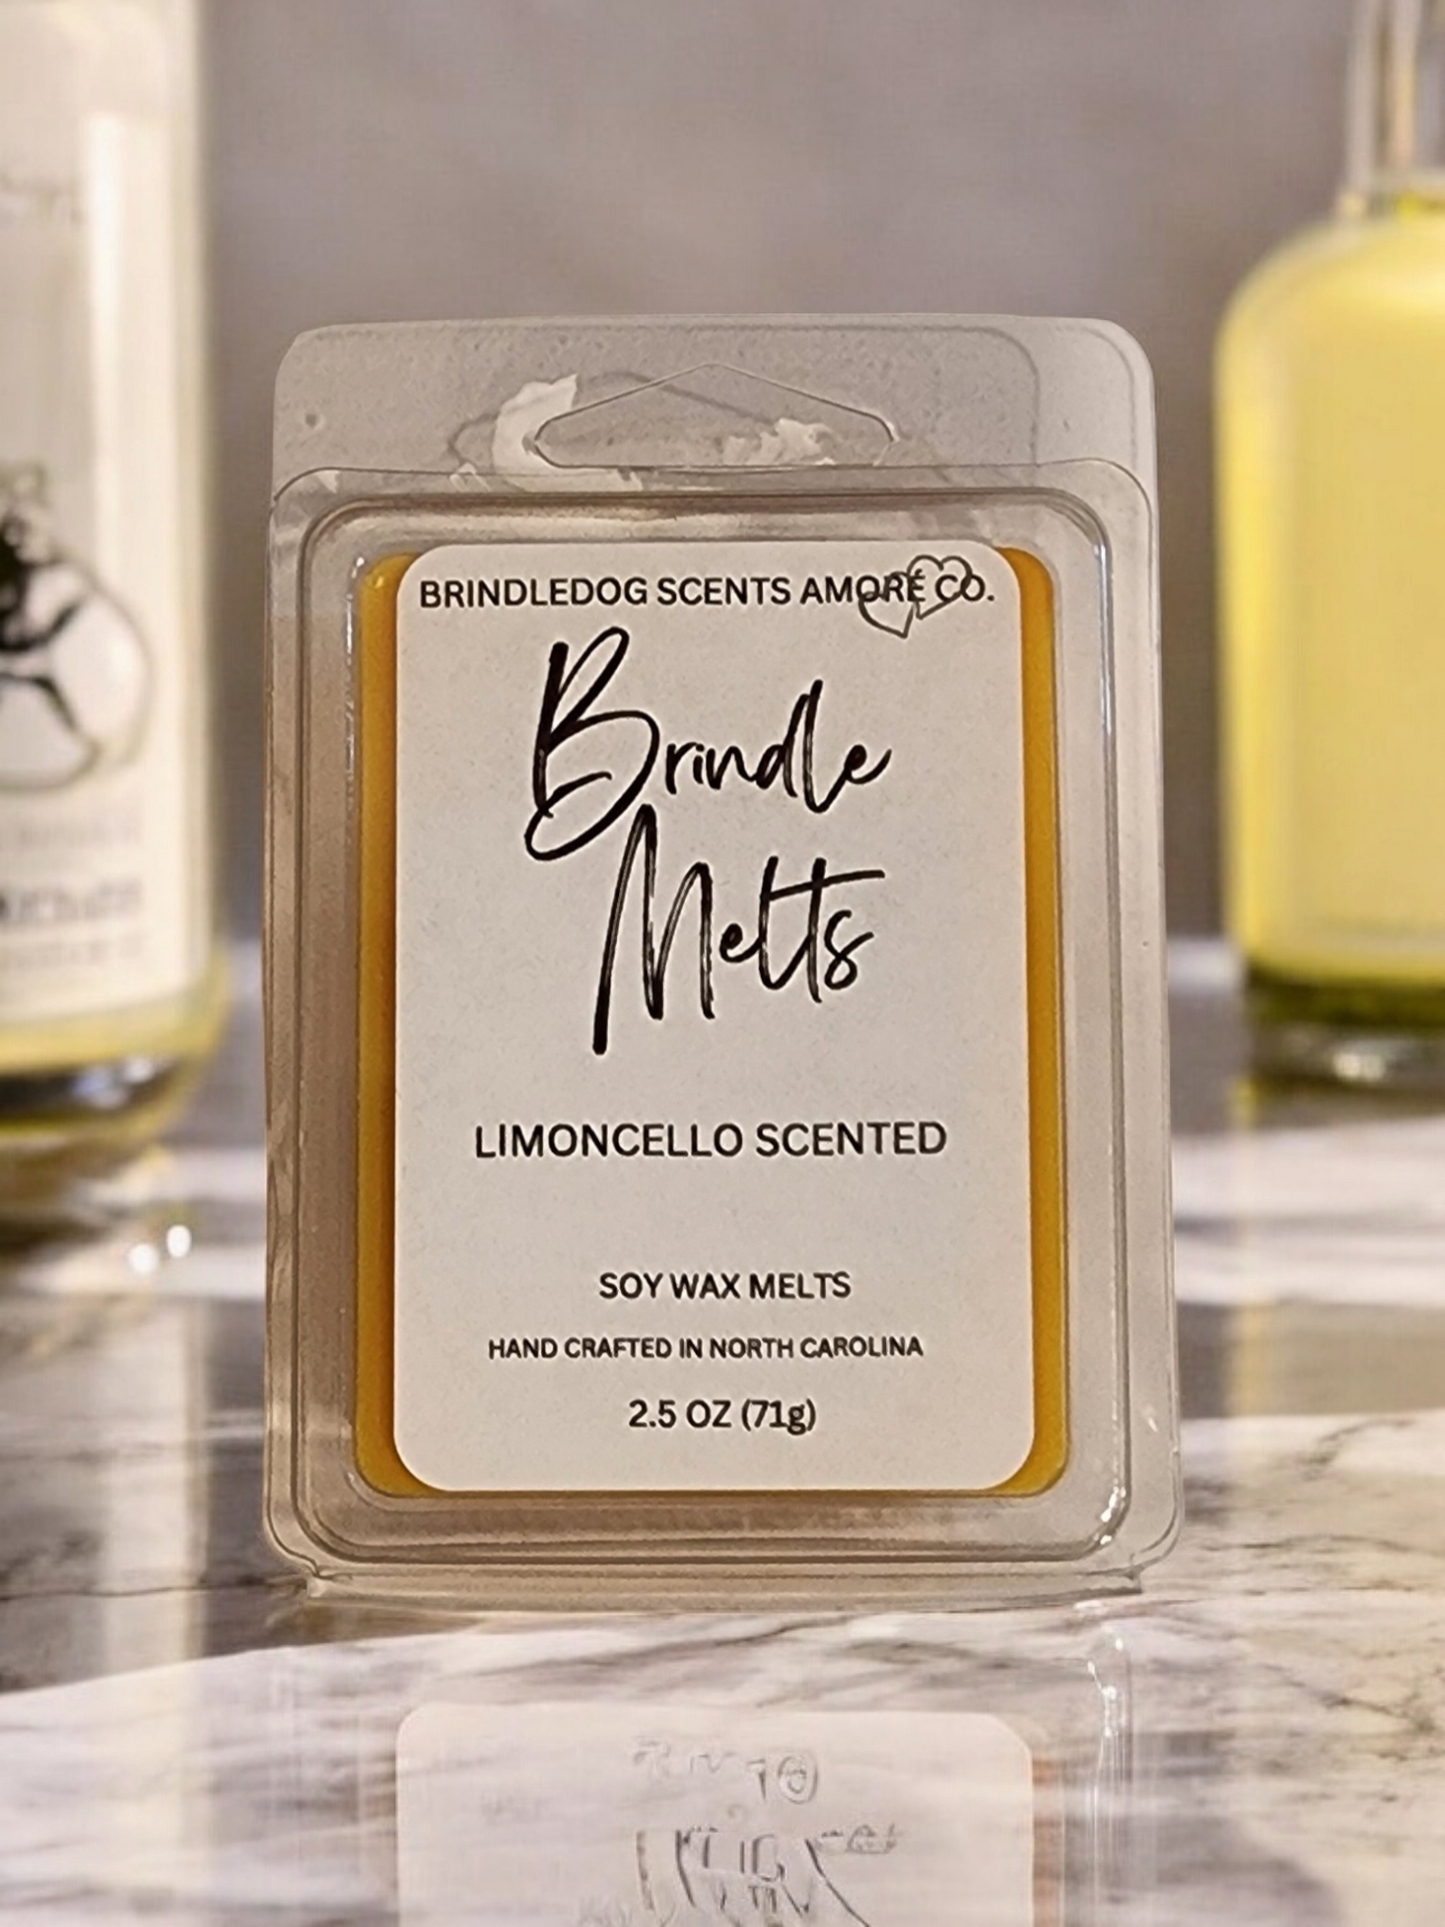 BRINDLEDOG SCENTS AMORÉ CO.
Brindle
Melts
LIMONCELLO SCENTED
SOY WAX MELTS
HAND CRAFTED IN NORTH CAROLINA
2.5 OZ (71g)